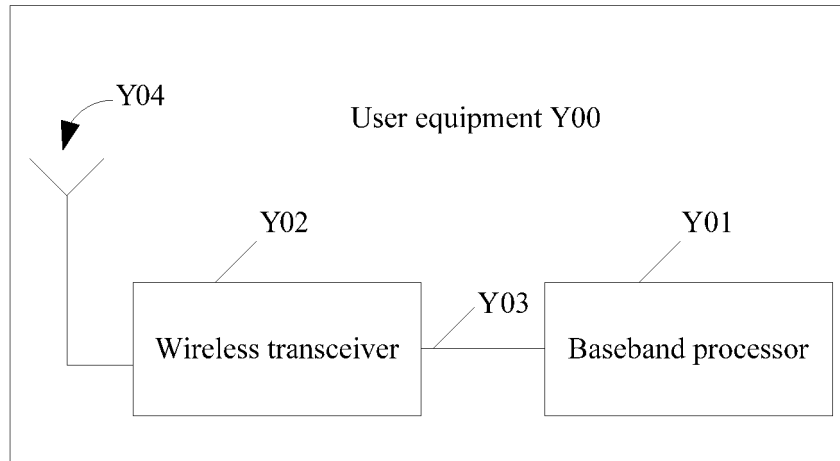 Y04
User equipment Y00
Y02
Y01
Y03
Wireless transceiver
Baseband processor